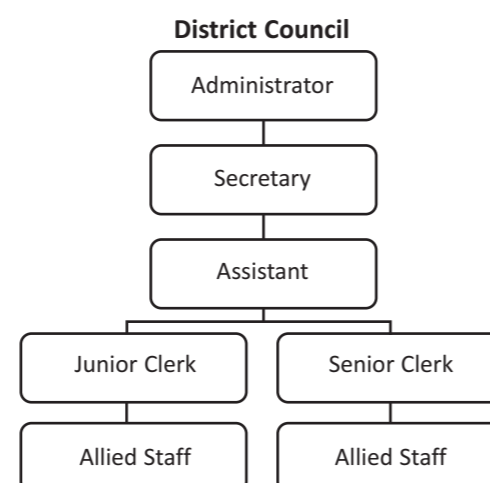 District Council
Administrator
Secretary
Assistant
Junior Clerk
Senior Clerk
Allied Staff
Allied Staff